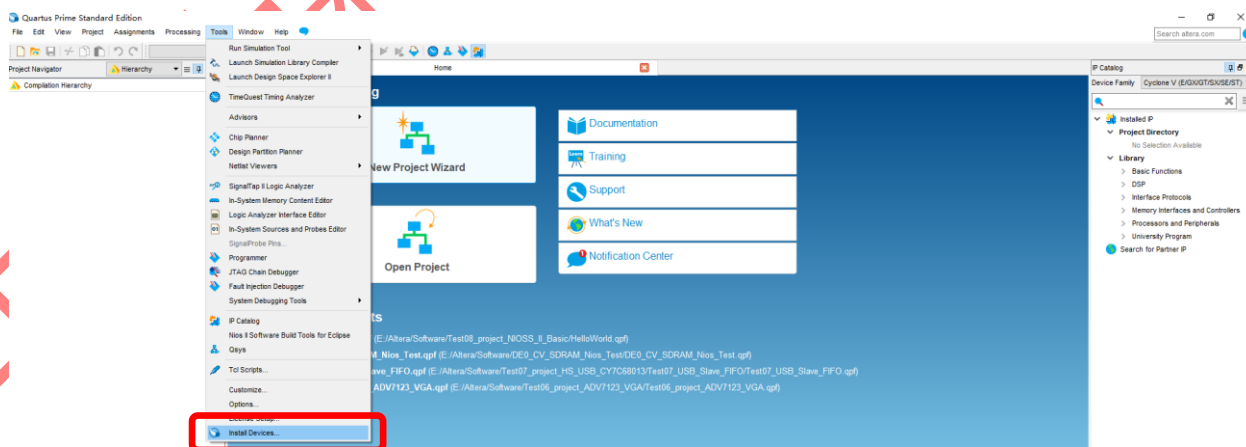 Quartus Prime Standard Edition
File Edit View Project Assignments Processing Tools Window Help
Search altera.com
Project Navigator
Hierarchy
Compilation Hierarchy
Run Simulation Tool
Launch Simulation Library Compiler
Launch Design Space Explorer II
TimeQuest Timing Analyzer
Advisors
Chip Planner
Design Partition Planner
Netlist Viewers
SignalTap II Logic Analyzer
In-System Memory Content Editor
Logic Analyzer Interface Editor
In-System Sources and Probes Editor
SignalProbe Pins...
Programmer
JTAG Chain Debugger
Fault Injection Debugger
System Debugging Tools
IP Catalog
Nios II Software Build Tools for Eclipse
Qsys
Tcl Scripts...
Customize...
Options...
License Setup...
Install Devices...
Home
g
New Project Wizard
Open Project
Documentation
Training
Support
What's New
Notification Center
ts
(E:/Altera/Software/Test08_project_NIOSS_II_Basic/HelloWorld.qpf)
M_Nios_Test.qpf (E:/Altera/Software/DE0_CV_SDRAM_Nios_Test/DE0_CV_SDRAM_Nios_Test.qpf)
ave_FIFO.qpf (E:/Altera/Software/Test07_project_HS_USB_CY7C68013/Test07_USB_Slave_FIFO/Test07_USB_Slave_FIFO.qpf)
ADV7123_VGA.qpf (E:/Altera/Software/Test06_project_ADV7123_VGA/Test06_project_ADV7123_VGA.qpf)
IP Catalog
Device Family Cyclone V (E/GX/GT/SX/SE/ST)
Installed IP
Project Directory
No Selection Available
Library
Basic Functions
DSP
Interface Protocols
Memory Interfaces and Controllers
Processors and Peripherals
University Program
Search for Partner IP